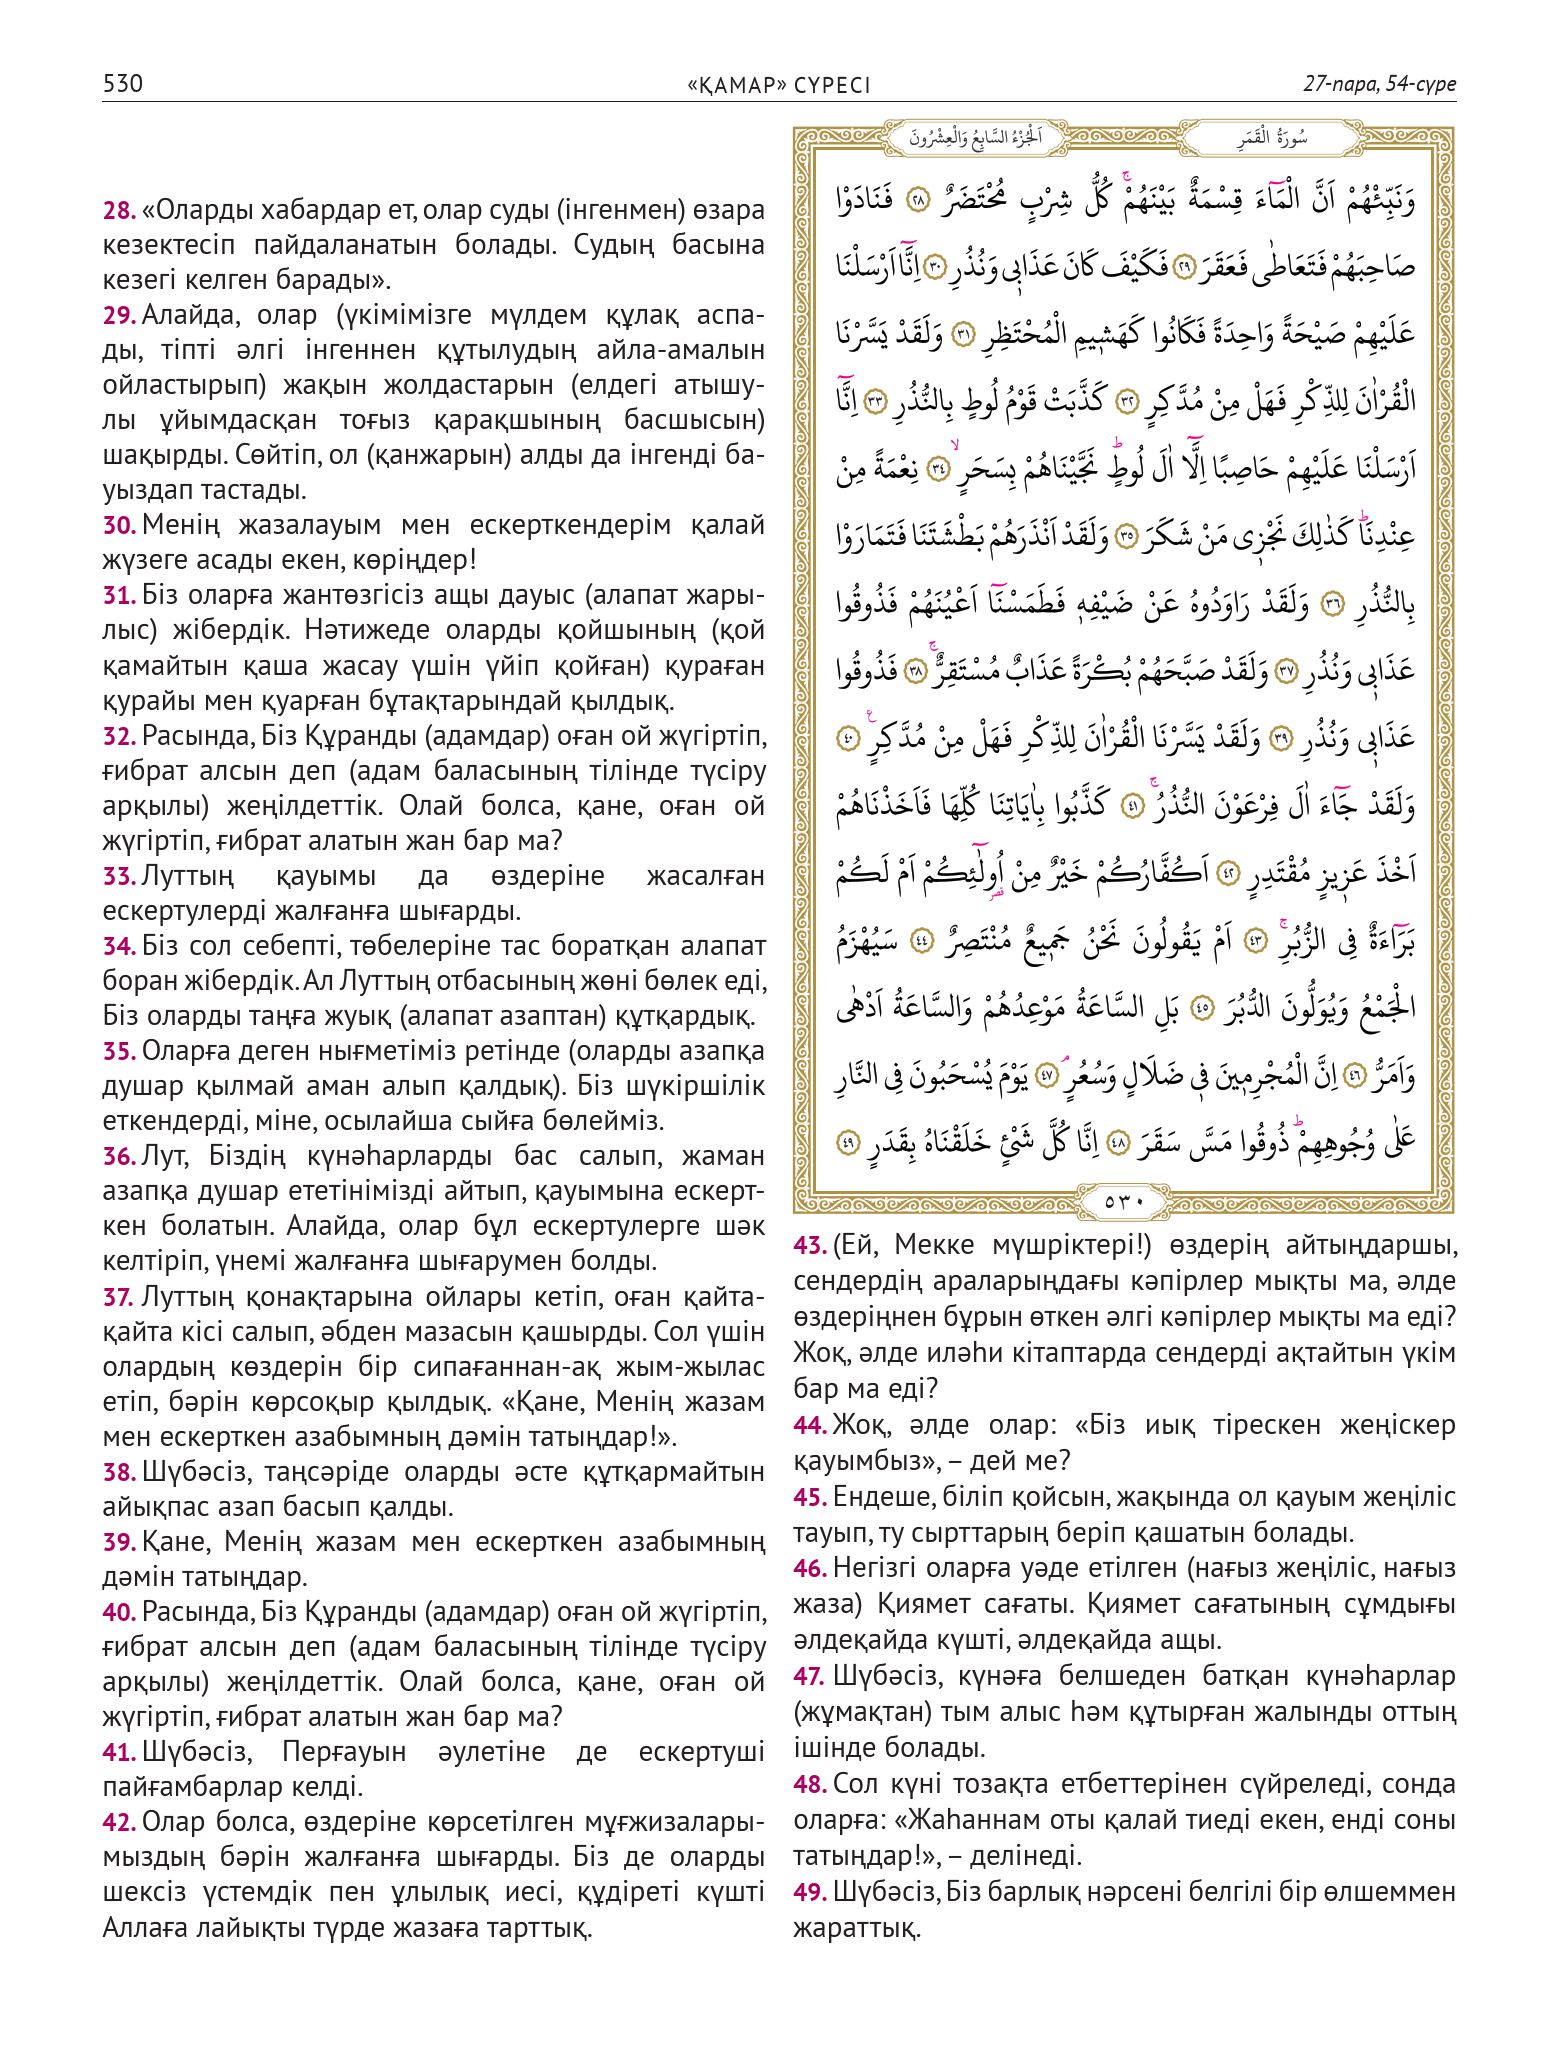 530
«ҚАМАР» СҮРЕСІ
27-пара, 54-сүре
28. «Оларды хабардар ет, олар суды (інгенмен) өзара
кезектесіп пайдаланатын болады. Судың басына
кезегі келген барады».
29. Алайда, олар (үкімімізге мүлдем құлақ аспа-
ды, тіпті әлгі інгеннен құтылудың айла-амалын
ойластырып) жақын жолдастарын (елдегі атышу-
лы ұйымдасқан тоғыз қарақшының басшысын)
шақырды. Сөйтіп, ол (қанжарын) алды да інгенді ба-
уыздап тастады.
30. Менің жазалауым мен ескерткендерім қалай
жүзеге асады екен, көріңдер!
31. Біз оларға жантөзгісіз ащы дауыс (алапат жары-
лыс) жібердік. Нәтижеде оларды қойшының (қой
қамайтын қаша жасау үшін үйіп қойған) қураған
қурайы мен қуарған бұтақтарындай қылдық.
32. Расында, Біз Құранды (адамдар) оған ой жүгіртіп,
ғибрат алсын деп (адам баласының тілінде түсіру
арқылы) жеңілдеттік. Олай болса, қане, оған ой
жүгіртіп, ғибрат алатын жан бар ма?
33. Луттың қауымы да өздеріне жасалған
ескертулерді жалғанға шығарды.
34. Біз сол себепті, төбелеріне тас боратқан алапат
боран жібердік. Ал Луттың отбасының жөні бөлек еді,
Біз оларды таңға жуық (алапат азаптан) құтқардық.
35. Оларға деген нығметіміз ретінде (оларды азапқа
душар қылмай аман алып қалдық). Біз шүкіршілік
еткендерді, міне, осылайша сыйға бөлейміз.
36. Лут, Біздің күнәһарларды бас салып, жаман
азапқа душар ететінімізді айтып, қауымына ескерт-
кен болатын. Алайда, олар бұл ескертулерге шәк
келтіріп, үнемі жалғанға шығарумен болды.
37. Луттың қонақтарына ойлары кетіп, оған қайта-
қайта кісі салып, әбден мазасын қашырды. Сол үшін
олардың көздерін бір сипағаннан-ақ жым-жылас
етіп, бәрін көрсоқыр қылдық. «Қане, Менің жазам
мен ескерткен азабымның дәмін татыңдар!».
38. Шүбәсіз, таңсәріде оларды әсте құтқармайтын
айықпас азап басып қалды.
39. Қане, Менің жазам мен ескерткен азабымның
дәмін татыңдар.
40. Расында, Біз Құранды (адамдар) оған ой жүгіртіп,
ғибрат алсын деп (адам баласының тілінде түсіру
арқылы) жеңілдеттік. Олай болса, қане, оған ой
жүгіртіп, ғибрат алатын жан бар ма?
41. Шүбәсіз, Перғауын әулетіне де ескертуші
пайғамбарлар келді.
42. Олар болса, өздеріне көрсетілген мұғжизалары-
мыздың бәрін жалғанға шығарды. Біз де оларды
шексіз үстемдік пен ұлылық иесі, құдіреті күшті
Аллаға лайықты түрде жазаға тарттық.
سُورَةُ الْقَمَرِ
اَلْجُزْءُ السَّابِعُ وَالْعِشْرُونَ
وَنَبِّئْهُمْ اَنَّ الْمَٓاءَ قِسْمَةٌ بَيْنَهُمْۚ كُلُّ شِرْبٍ مُحْتَضَرٌ ﴿٢٨﴾ فَنَادَوْا
صَاحِبَهُمْ فَتَعَاطٰى فَعَقَرَ ﴿٢٩﴾ فَكَيْفَ كَانَ عَذَابٖى وَنُذُرِ ﴿٣٠﴾ اِنَّٓا اَرْسَلْنَا
عَلَيْهِمْ صَيْحَةً وَاحِدَةً فَكَانُوا كَهَشٖيمِ الْمُحْتَظِرِ ﴿٣١﴾ وَلَقَدْ يَسَّرْنَا
الْقُرْاٰنَ لِلذِّكْرِ فَهَلْ مِنْ مُدَّكِرٍ ﴿٣٢﴾ كَذَّبَتْ قَوْمُ لُوطٍ بِالنُّذُرِ ﴿٣٣﴾ اِنَّٓا
اَرْسَلْنَا عَلَيْهِمْ حَاصِبًا اِلَّٓا اٰلَ لُوطٍؕ نَجَّيْنَاهُمْ بِسَحَرٍۙ ﴿٣٤﴾ نِعْمَةً مِنْ
عِنْدِنَاؕ كَذٰلِكَ نَجْزٖى مَنْ شَكَرَ ﴿٣٥﴾ وَلَقَدْ اَنْذَرَهُمْ بَطْشَتَنَا فَتَمَارَوْا
بِالنُّذُرِ ﴿٣٦﴾ وَلَقَدْ رَاوَدُوهُ عَنْ ضَيْفِهٖ فَطَمَسْنَٓا اَعْيُنَهُمْ فَذُوقُوا
عَذَابٖى وَنُذُرِ ﴿٣٧﴾ وَلَقَدْ صَبَّحَهُمْ بُكْرَةً عَذَابٌ مُسْتَقِرٌّۚ ﴿٣٨﴾ فَذُوقُوا
عَذَابٖى وَنُذُرِ ﴿٣٩﴾ وَلَقَدْ يَسَّرْنَا الْقُرْاٰنَ لِلذِّكْرِ فَهَلْ مِنْ مُدَّكِرٍࣖ ﴿٤٠﴾
وَلَقَدْ جَٓاءَ اٰلَ فِرْعَوْنَ النُّذُرُۚ ﴿٤١﴾ كَذَّبُوا بِاٰيَاتِنَا كُلِّهَا فَاَخَذْنَاهُمْ
اَخْذَ عَزٖيزٍ مُقْتَدِرٍ ﴿٤٢﴾ اَكُفَّارُكُمْ خَيْرٌ مِنْ اُو۬لٰٓئِكُمْ اَمْ لَكُمْ
بَرَٓاءَةٌ فِى الزُّبُرِۚ ﴿٤٣﴾ اَمْ يَقُولُونَ نَحْنُ جَمٖيعٌ مُنْتَصِرٌ ﴿٤٤﴾ سَيُهْزَمُ
الْجَمْعُ وَيُوَلُّونَ الدُّبُرَ ﴿٤٥﴾ بَلِ السَّاعَةُ مَوْعِدُهُمْ وَالسَّاعَةُ اَدْهٰى
وَاَمَرُّ ﴿٤٦﴾ اِنَّ الْمُجْرِمٖينَ فٖى ضَلَالٍ وَسُعُرٍۢ ﴿٤٧﴾ يَوْمَ يُسْحَبُونَ فِى النَّارِ
عَلٰى وُجُوهِهِمْؕ ذُوقُوا مَسَّ سَقَرَ ﴿٤٨﴾ اِنَّا كُلَّ شَىْءٍ خَلَقْنَاهُ بِقَدَرٍ ﴿٤٩﴾
٥٣٠
43. (Ей, Мекке мүшріктері!) өздерің айтыңдаршы,
сендердің араларыңдағы кәпірлер мықты ма, әлде
өздеріңнен бұрын өткен әлгі кәпірлер мықты ма еді?
Жоқ, әлде иләһи кітаптарда сендерді ақтайтын үкім
бар ма еді?
44. Жоқ, әлде олар: «Біз иық тірескен жеңіскер
қауымбыз», – дей ме?
45. Ендеше, біліп қойсын, жақында ол қауым жеңіліс
тауып, ту сырттарың беріп қашатын болады.
46. Негізгі оларға уәде етілген (нағыз жеңіліс, нағыз
жаза) Қиямет сағаты. Қиямет сағатының сұмдығы
әлдеқайда күшті, әлдеқайда ащы.
47. Шүбәсіз, күнәға белшеден батқан күнәһарлар
(жұмақтан) тым алыс һәм құтырған жалынды оттың
ішінде болады.
48. Сол күні тозақта етбеттерінен сүйреледі, сонда
оларға: «Жаһаннам оты қалай тиеді екен, енді соны
татыңдар!», – делінеді.
49. Шүбәсіз, Біз барлық нәрсені белгілі бір өлшеммен
жараттық.